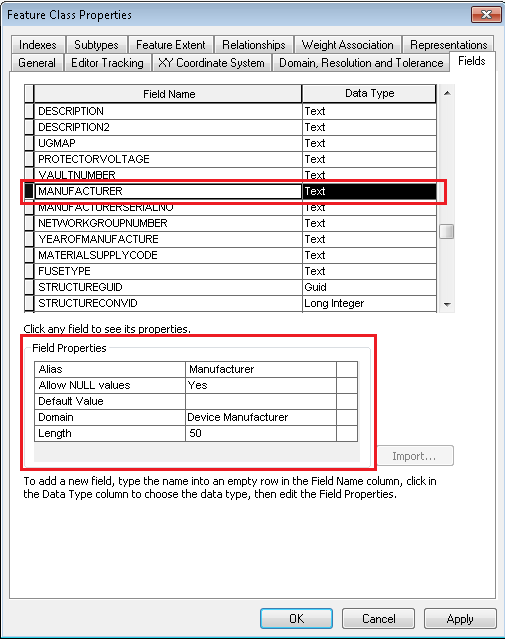 Feature Class Properties
Indexes Subtypes Feature Extent Relationships Weight Association Representations
General Editor Tracking XY Coordinate System Domain, Resolution and Tolerance Fields
Field Name Data Type
DESCRIPTION Text
DESCRIPTION2 Text
UGMAP Text
PROTECTORVOLTAGE Text
VAULTNUMBER Text
MANUFACTURER Text
MANUFACTURERSERIALNO Text
NETWORKGROUPNUMBER Text
YEAROFMANUFACTURE Text
MATERIALSUPPLYCODE Text
FUSETYPE Text
STRUCTUREGUID Guid
STRUCTURECONVID Long Integer
Click any field to see its properties.
Field Properties
Alias Manufacturer
Allow NULL values Yes
Default Value
Domain Device Manufacturer
Length 50
Import...
To add a new field, type the name into an empty row in the Field Name column, click in
the Data Type column to choose the data type, then edit the Field Properties.
OK Cancel Apply